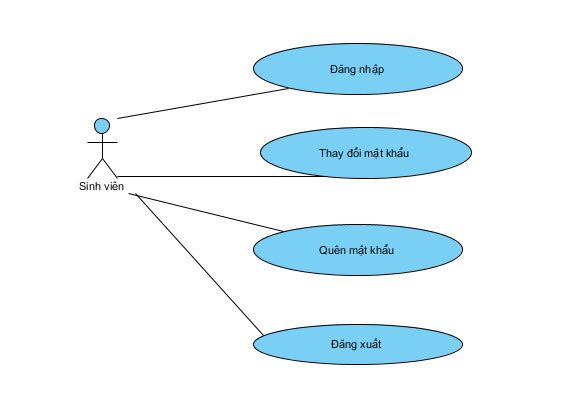 Đăng nhập
Thay đổi mật khẩu
Sinh viên
Quên mật khẩu
Đăng xuất